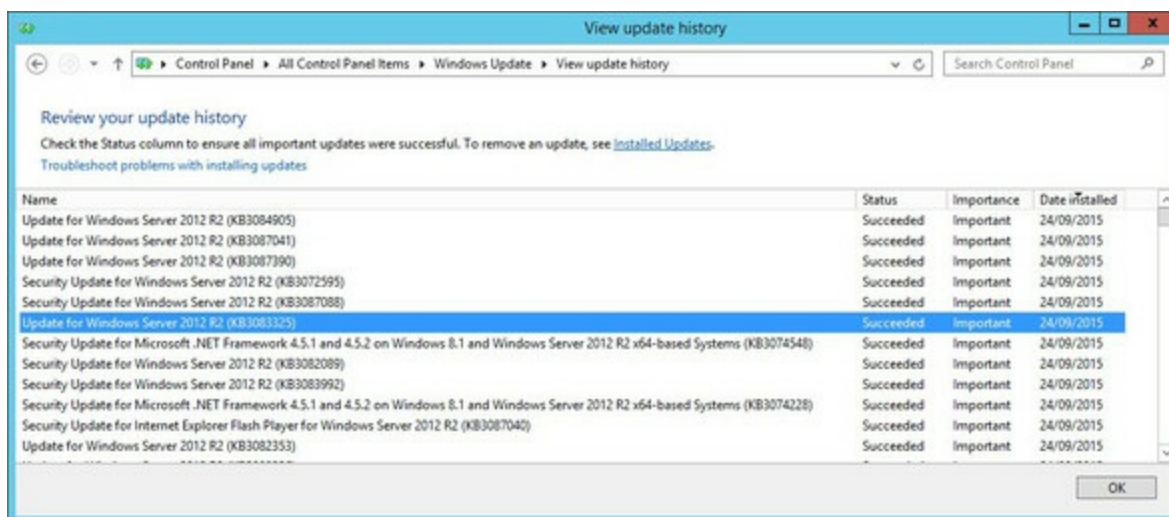 View update history
Control Panel All Control Panel Items Windows Update View update history Search Control Panel
Review your update history
Check the Status column to ensure all important updates were successful. To remove an update, see Installed Updates.
Troubleshoot problems with installing updates
Name Status Importance Date installed
Update for Windows Server 2012 R2 (KB3084905) Succeeded Important 24/09/2015
Update for Windows Server 2012 R2 (KB3087041) Succeeded Important 24/09/2015
Update for Windows Server 2012 R2 (KB3087390) Succeeded Important 24/09/2015
Security Update for Windows Server 2012 R2 (KB3072595) Succeeded Important 24/09/2015
Security Update for Windows Server 2012 R2 (KB3087088) Succeeded Important 24/09/2015
Update for Windows Server 2012 R2 (KB3083325) Succeeded Important 24/09/2015
Security Update for Microsoft .NET Framework 4.5.1 and 4.5.2 on Windows 8.1 and Windows Server 2012 R2 x64-based Systems (KB3074548) Succeeded Important 24/09/2015
Security Update for Windows Server 2012 R2 (KB3082089) Succeeded Important 24/09/2015
Security Update for Windows Server 2012 R2 (KB3083992) Succeeded Important 24/09/2015
Security Update for Microsoft .NET Framework 4.5.1 and 4.5.2 on Windows 8.1 and Windows Server 2012 R2 x64-based Systems (KB3074228) Succeeded Important 24/09/2015
Security Update for Internet Explorer Flash Player for Windows Server 2012 R2 (KB3087040) Succeeded Important 24/09/2015
Update for Windows Server 2012 R2 (KB3082353) Succeeded Important 24/09/2015
OK